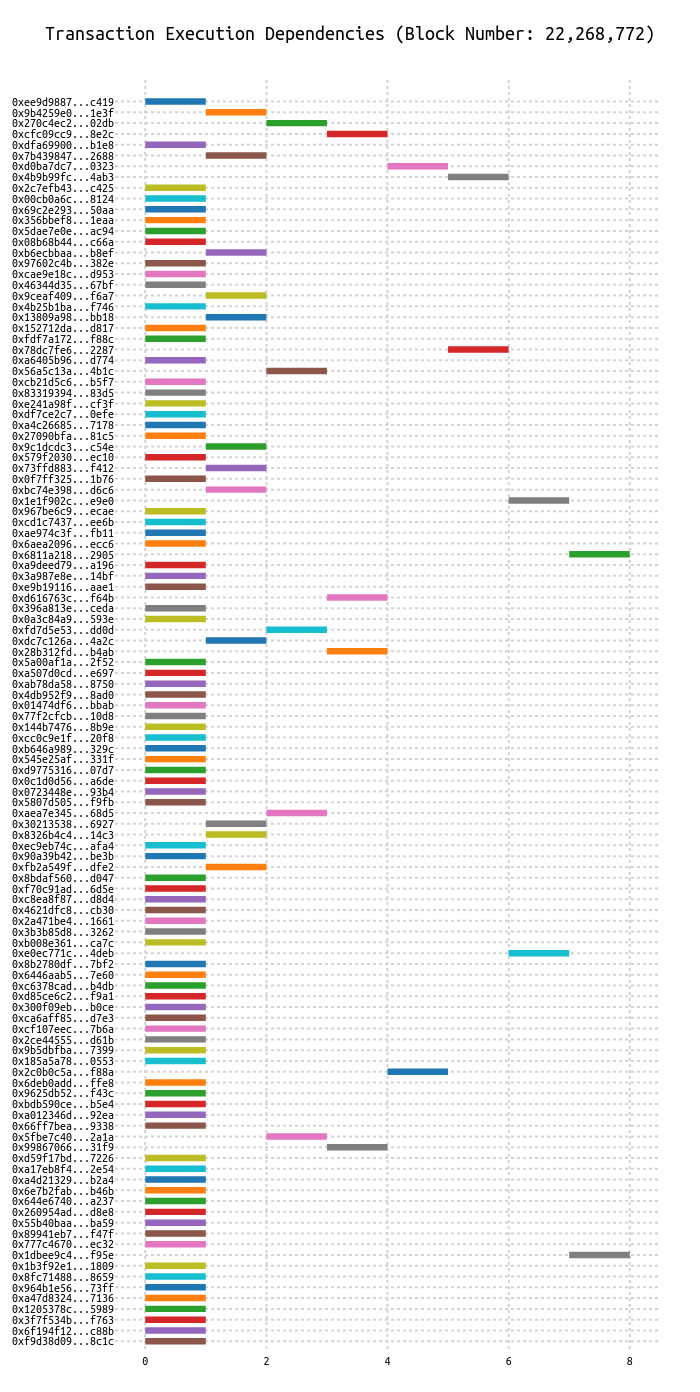 Transaction Execution Dependencies (Block Number: 22,268,772)
0xee9d9887...c419
0x9b4259e0...1e3f
0x270c4ec2...02db
0xcfc09cc9...8e2c
0xdfa69900...b1e8
0x7b439847...2688
0xd0ba7dc7...0323
0x4b9b99fc...4ab3
0x2c7efb43...c425
0x00cb0a6c...8124
0x69c2e293...50aa
0x356bbef8...1eaa
0x5dae7e0e...ac94
0x08b68b44...c66a
0xb6ecbbaa...b8ef
0x97602c4b...382e
0xcae9e18c...d953
0x46344d35...67bf
0x9ceaf409...f6a7
0x4b25b1ba...f746
0x13809a98...bb18
0x152712da...d817
0xfdf7a172...f88c
0x78dc7fe6...2287
0xa6405b96...d774
0x56a5c13a...4b1c
0xcb21d5c6...b5f7
0x83319394...83d5
0xe241a98f...cf3f
0xdf7ce2c7...0efe
0xa4c26685...7178
0x27090bfa...81c5
0x9c1dcdc3...c54e
0x579f2030...ec10
0x73ffd883...f412
0x0f7ff325...1b76
0xbc74e398...d6c6
0x1e1f902c...e9e0
0x967be6c9...ecae
0xcd1c7437...ee6b
0xae974c3f...fb11
0x6aea2096...ecc6
0x6811a218...2905
0xa9deed79...a196
0x3a987e8e...14bf
0xe9b19116...aae1
0xd616763c...f64b
0x396a813e...ceda
0x0a3c84a9...593e
0xfd7d5e53...dd0d
0xdc7c126a...4a2c
0x28b312fd...b4ab
0x5a00af1a...2f52
0xa507d0cd...e697
0xab78da58...8750
0x4db952f9...8ad0
0x01474df6...bbab
0x77f2cfcb...10d8
0x144b7476...8b9e
0xcc0c9e1f...20f8
0xb646a989...329c
0x545e25af...331f
0xd9775316...07d7
0x0c1d0d56...a6de
0x0723448e...93b4
0x5807d505...f9fb
0xaea7e345...68d5
0x30213538...6927
0x8326b4c4...14c3
0xec9eb74c...afa4
0x90a39b42...be3b
0xfb2a549f...dfe2
0x8bdaf560...d047
0xf70c91ad...6d5e
0xc8ea8f87...d8d4
0x4621dfc8...cb30
0x2a471be4...1661
0x3b3b85d8...3262
0xb008e361...ca7c
0xe0ec771c...4deb
0x8b2780df...7bf2
0x6446aab5...7e60
0xc6378cad...b4db
0xd85ce6c2...f9a1
0x300f09eb...b0ce
0xca6aff85...d7e3
0xcf107eec...7b6a
0x2ce44555...d61b
0x9b5dbfba...7399
0x185a5a78...0553
0x2c0b0c5a...f88a
0x6deb0add...ffe8
0x9625db52...f43c
0xbdb590ce...b5e4
0xa012346d...92ea
0x66ff7bea...9338
0x5fbe7c40...2a1a
0x99867066...31f9
0xd59f17bd...7226
0xa17eb8f4...2e54
0xa4d21329...b2a4
0x6e7b2fab...b46b
0x644e6740...a237
0x260954ad...d8e8
0x55b40baa...ba59
0x89941eb7...f47f
0x777c4670...ec32
0x1dbee9c4...f95e
0x1b3f92e1...1809
0x8fc71488...8659
0x964b1e56...73ff
0xa47d8324...7136
0x1205378c...5989
0x3f7f534b...f763
0x6f194f12...c88b
0xf9d38d09...8c1c
0 2 4 6 8